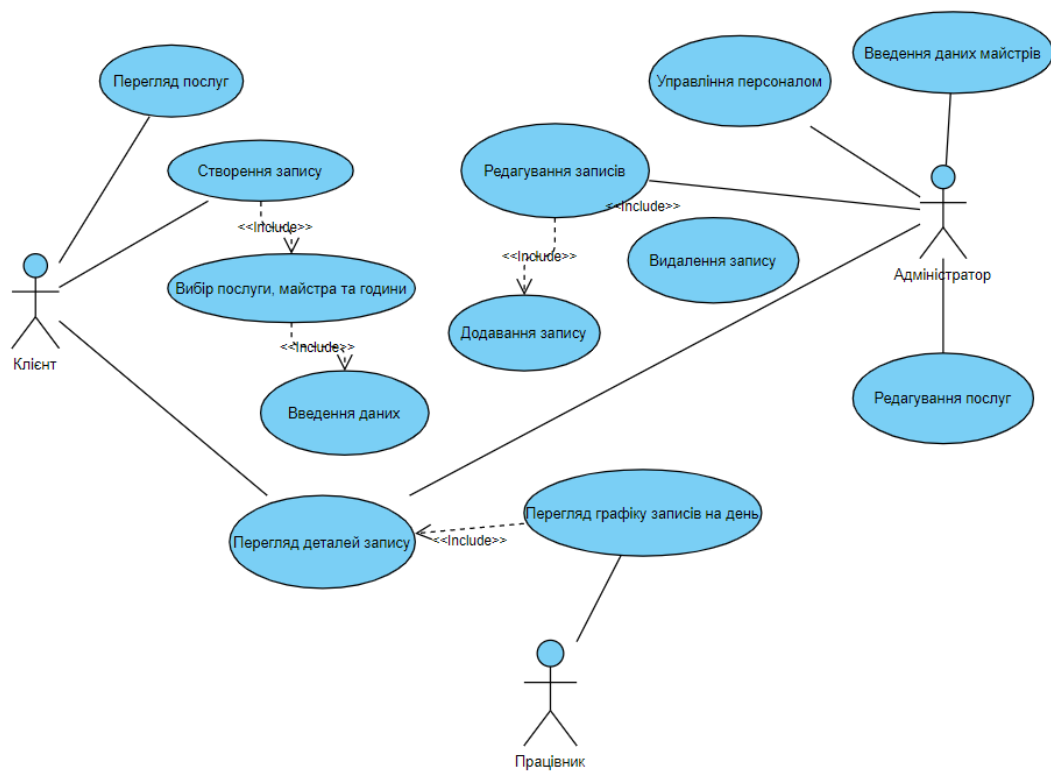 Введення даних майстрів
Перегляд послуг
Управління персоналом
Створення запису
Редагування записів
<<Include>>
<<Include>>
<<Include>>
Видалення запису
Адміністратор
Вибір послуги, майстра та години
Додавання запису
<<Include>>
Клієнт
Редагування послуг
Введення даних
Перегляд графіку записів на день
Перегляд деталей запису
<<Include>>
Працівник